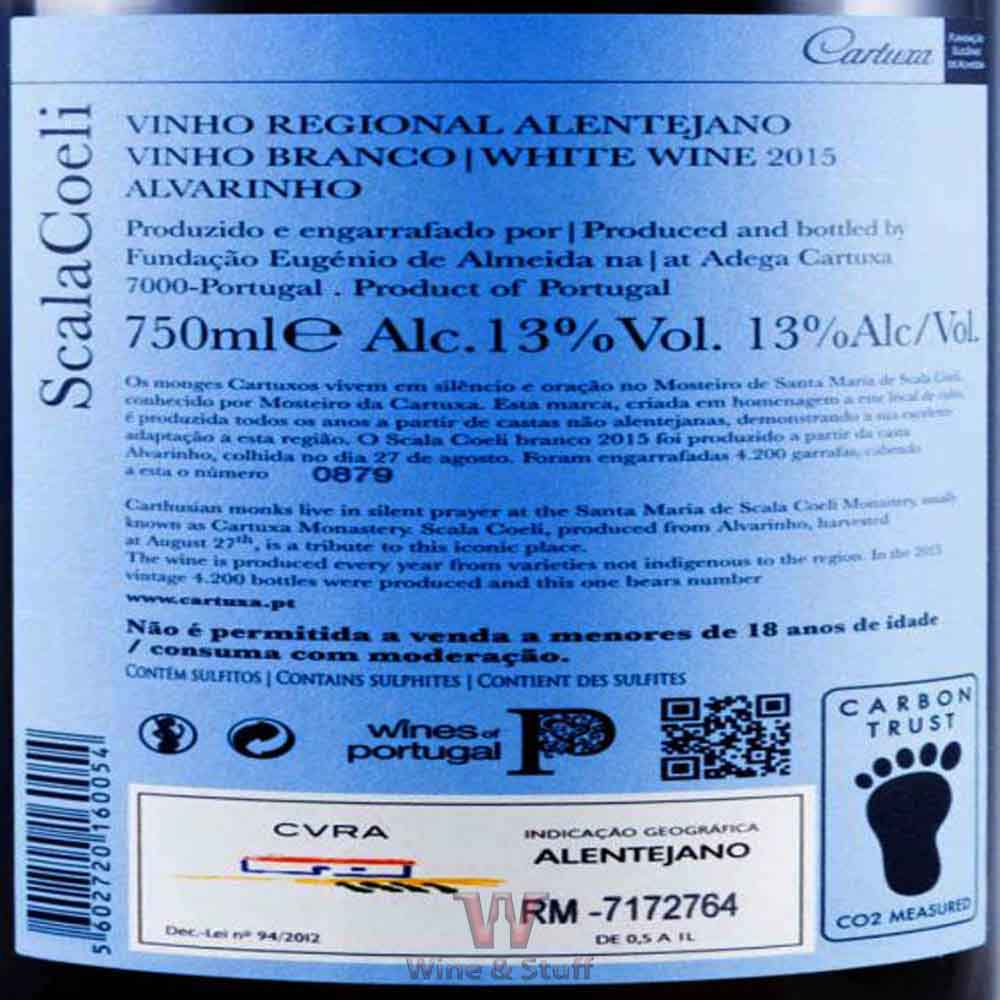 Cartuxa
FUNDAÇÃO
EUGÉNIO
DE ALMEIDA
ScalaCoeli
VINHO REGIONAL ALENTEJANO
VINHO BRANCO | WHITE WINE 2015
ALVARINHO
Produzido e engarrafado por | Produced and bottled by
Fundação Eugénio de Almeida na | at Adega Cartuxa
7000-Portugal . Product of Portugal
750ml e Alc.13%Vol. 13%Alc/Vol.
Os monges Cartuxos vivem em silêncio e oração no Mosteiro de Santa Maria de Scala Coeli,
conhecido por Mosteiro da Cartuxa. Esta marca, criada em homenagem a este local de culto,
é produzida todos os anos a partir de castas não alentejanas, demonstrando a sua excelente
adaptação a esta região. O Scala Coeli branco 2015 foi produzido a partir da casta
Alvarinho, colhida no dia 27 de agosto. Foram engarrafadas 4.200 garrafas, cabendo
a esta o número 0879
Carthusian monks live in silent prayer at the Santa Maria de Scala Coeli Monastery, usually
known as Cartuxa Monastery. Scala Coeli, produced from Alvarinho, harvested
at August 27th, is a tribute to this iconic place.
The wine is produced every year from varieties not indigenous to the region. In the 2015
vintage 4.200 bottles were produced and this one bears number
www.cartuxa.pt
Não é permitida a venda a menores de 18 anos de idade
/ consuma com moderação.
CONTÉM SULFITOS | CONTAINS SULPHITES | CONTIENT DES SULFITES
wines of
portugal
P
CARBON
TRUST
CO2 MEASURED
5602720160054
CVRA
Dec.-Lei nº 94/2012
INDICAÇÃO GEOGRÁFICA
ALENTEJANO
RM -7172764
DE 0,5 A 1L
W
Wine & Stuff